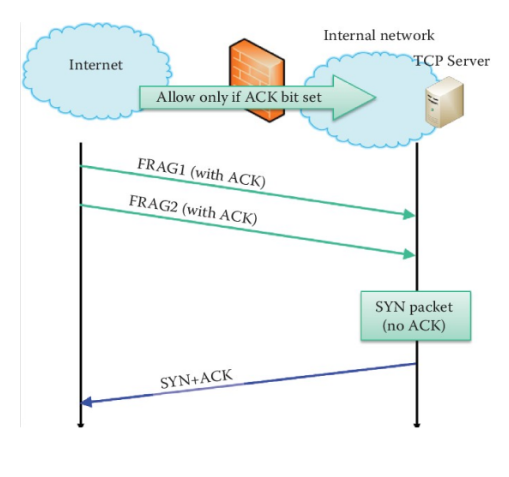 Internal network
Internet
TCP Server
Allow only if ACK bit set
FRAG1 (with ACK)
FRAG2 (with ACK)
SYN packet
(no ACK)
SYN+ACK